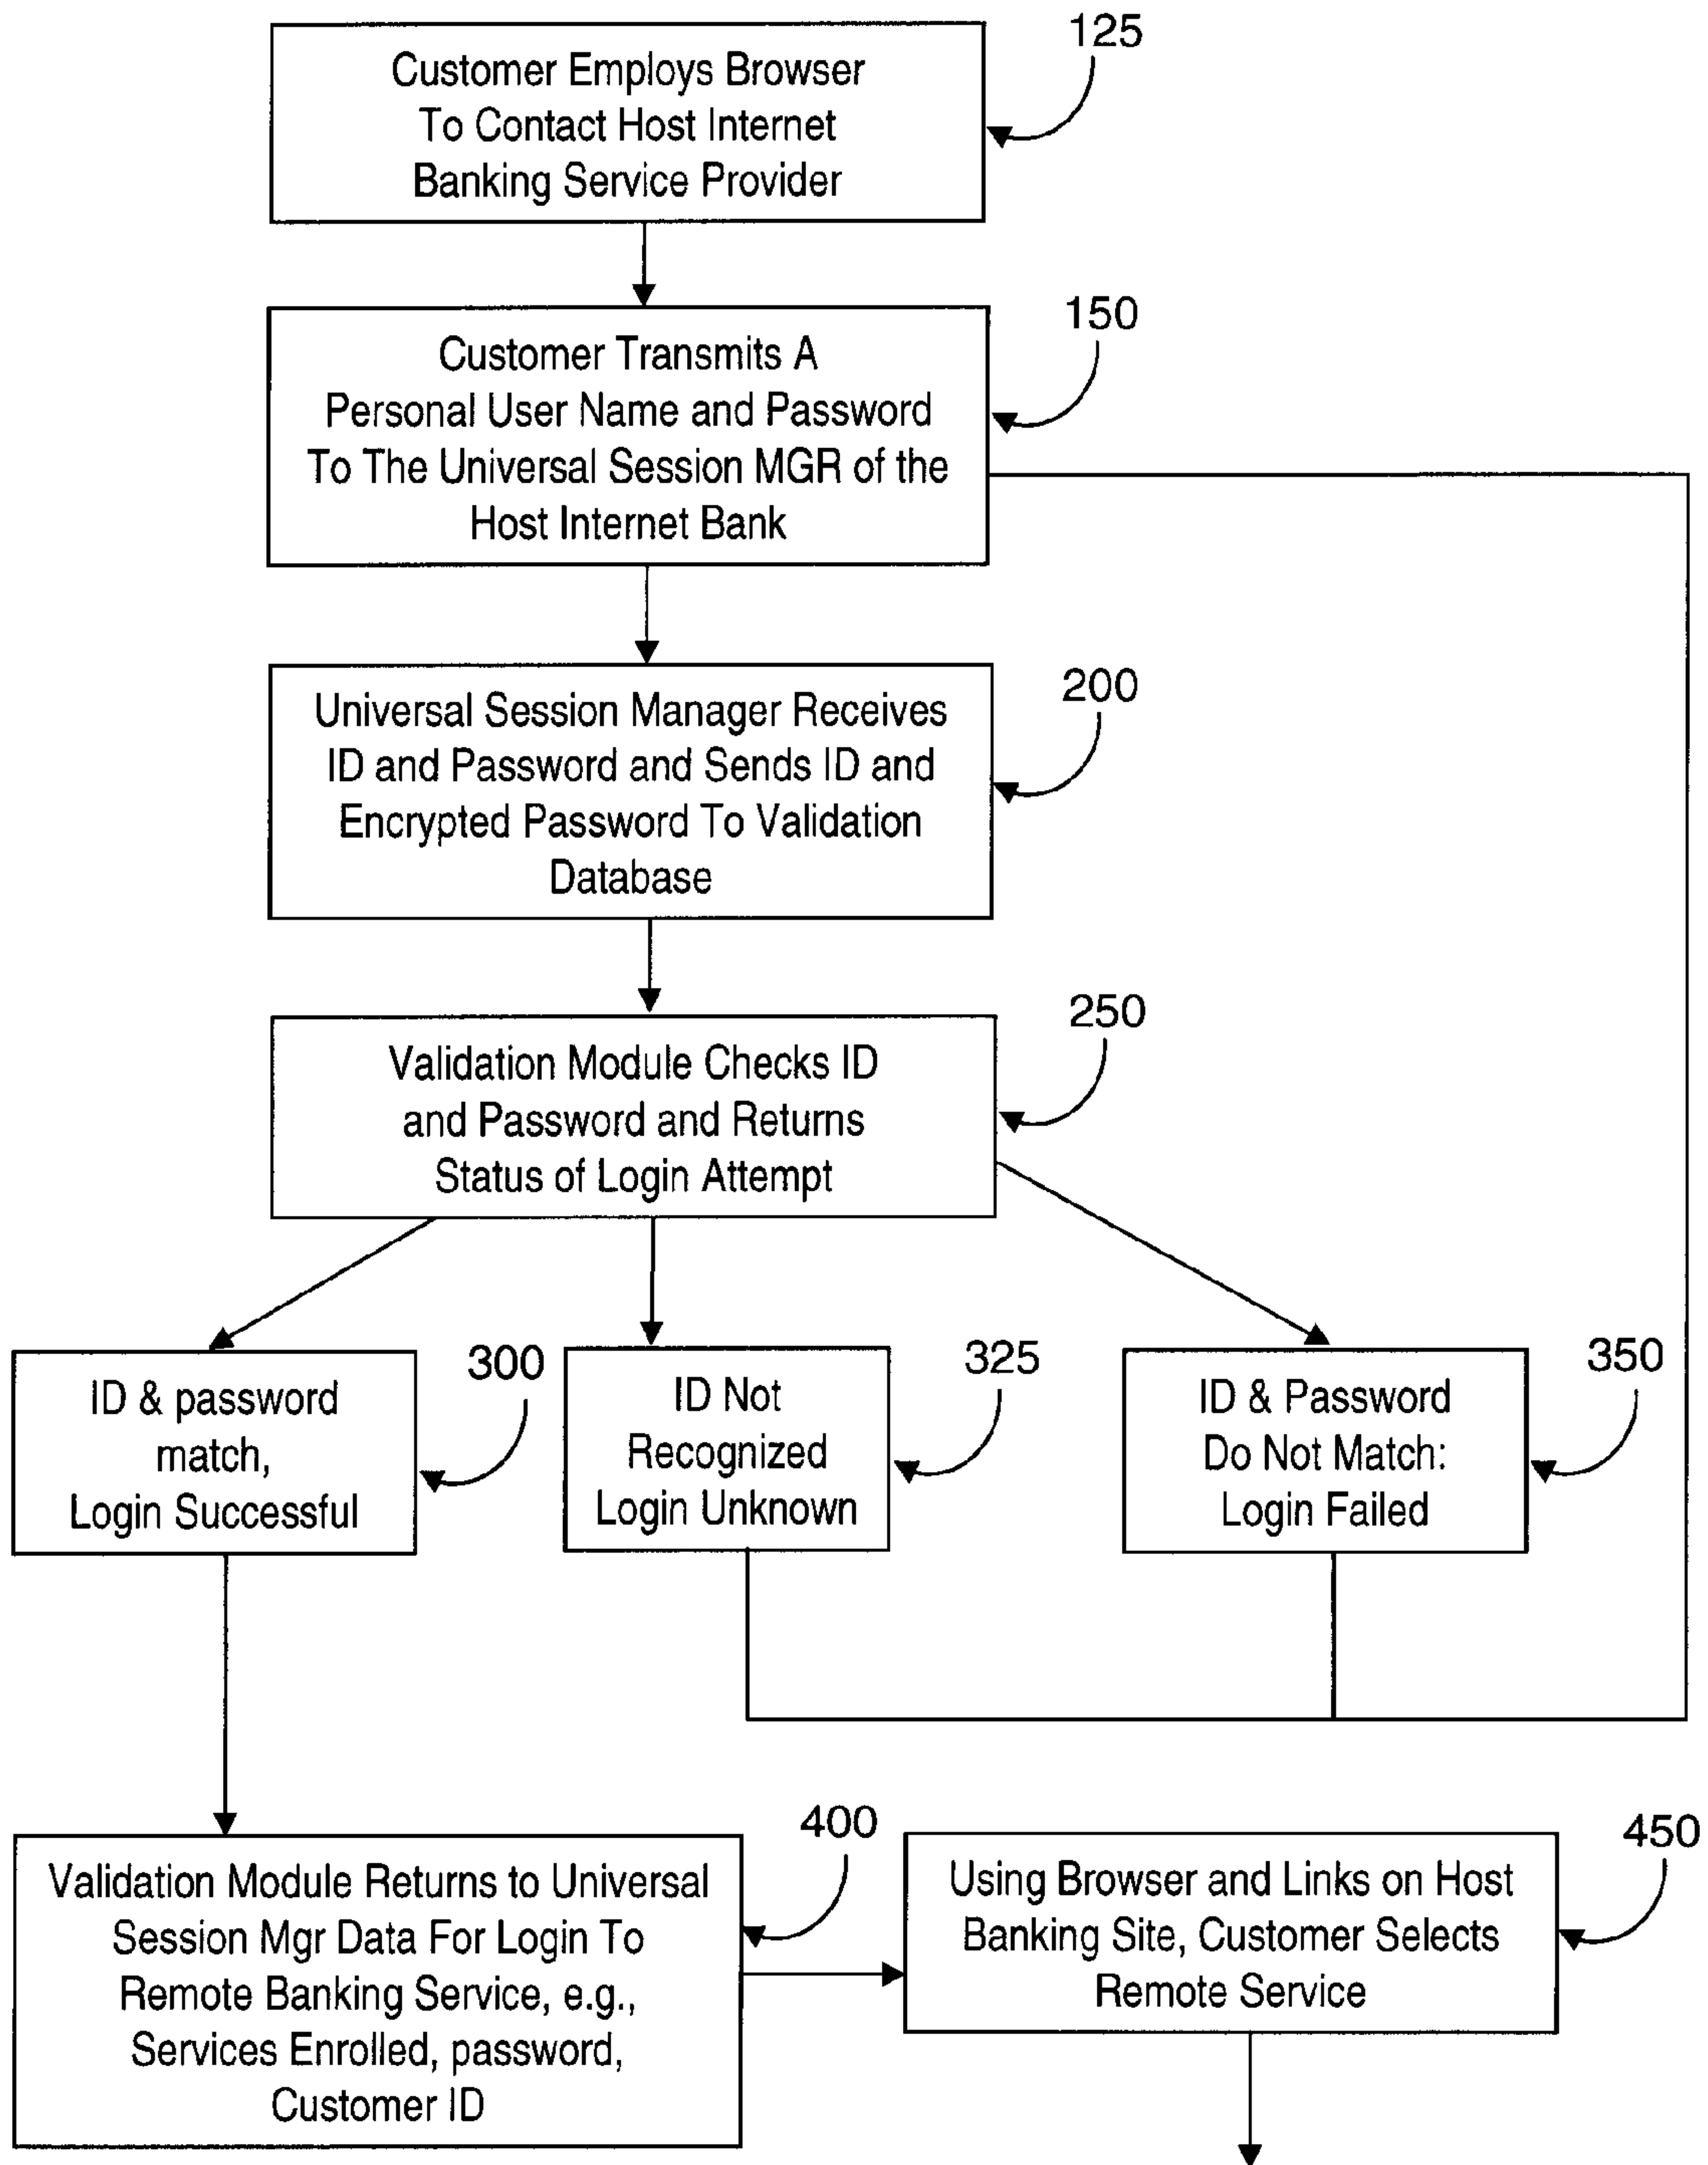 125
Customer Employs Browser
To Contact Host Internet
Banking Service Provider
150
Customer Transmits A
Personal User Name and Password
To The Universal Session MGR of the
Host Internet Bank
200
Universal Session Manager Receives
ID and Password and Sends ID and
Encrypted Password To Validation
Database
250
Validation Module Checks ID
and Password and Returns
Status of Login Attempt
300
ID & password
match,
Login Successful
325
ID Not
Recognized
Login Unknown
350
ID & Password
Do Not Match:
Login Failed
400
Validation Module Returns to Universal
Session Mgr Data For Login To
Remote Banking Service, e.g.,
Services Enrolled, password,
Customer ID
450
Using Browser and Links on Host
Banking Site, Customer Selects
Remote Service